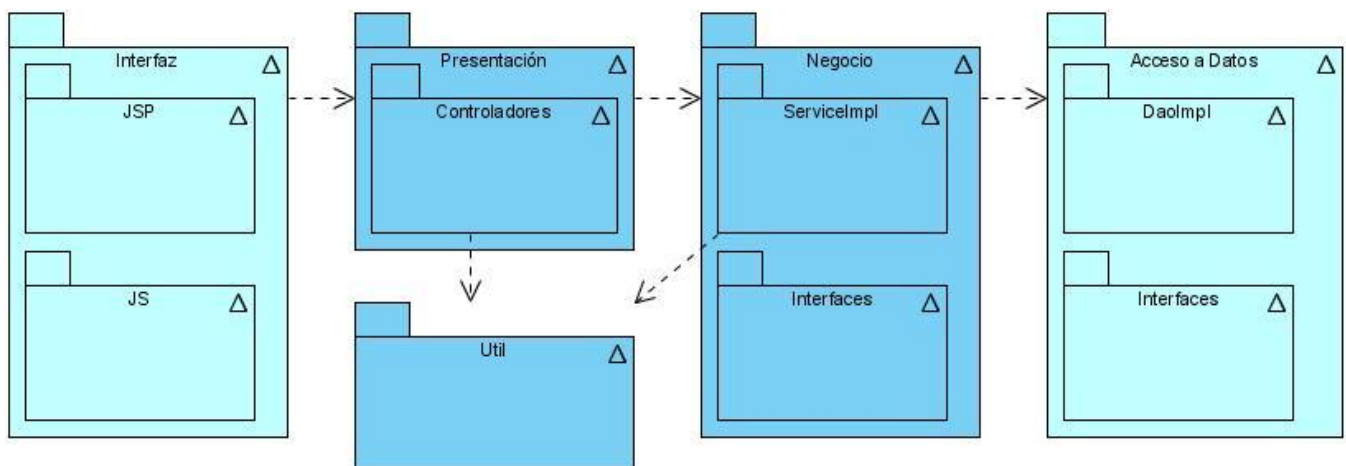 Interfaz
JSP
JS
Presentación
Controladores
Util
Negocio
ServiceImpl
Interfaces
Acceso a Datos
DaoImpl
Interfaces